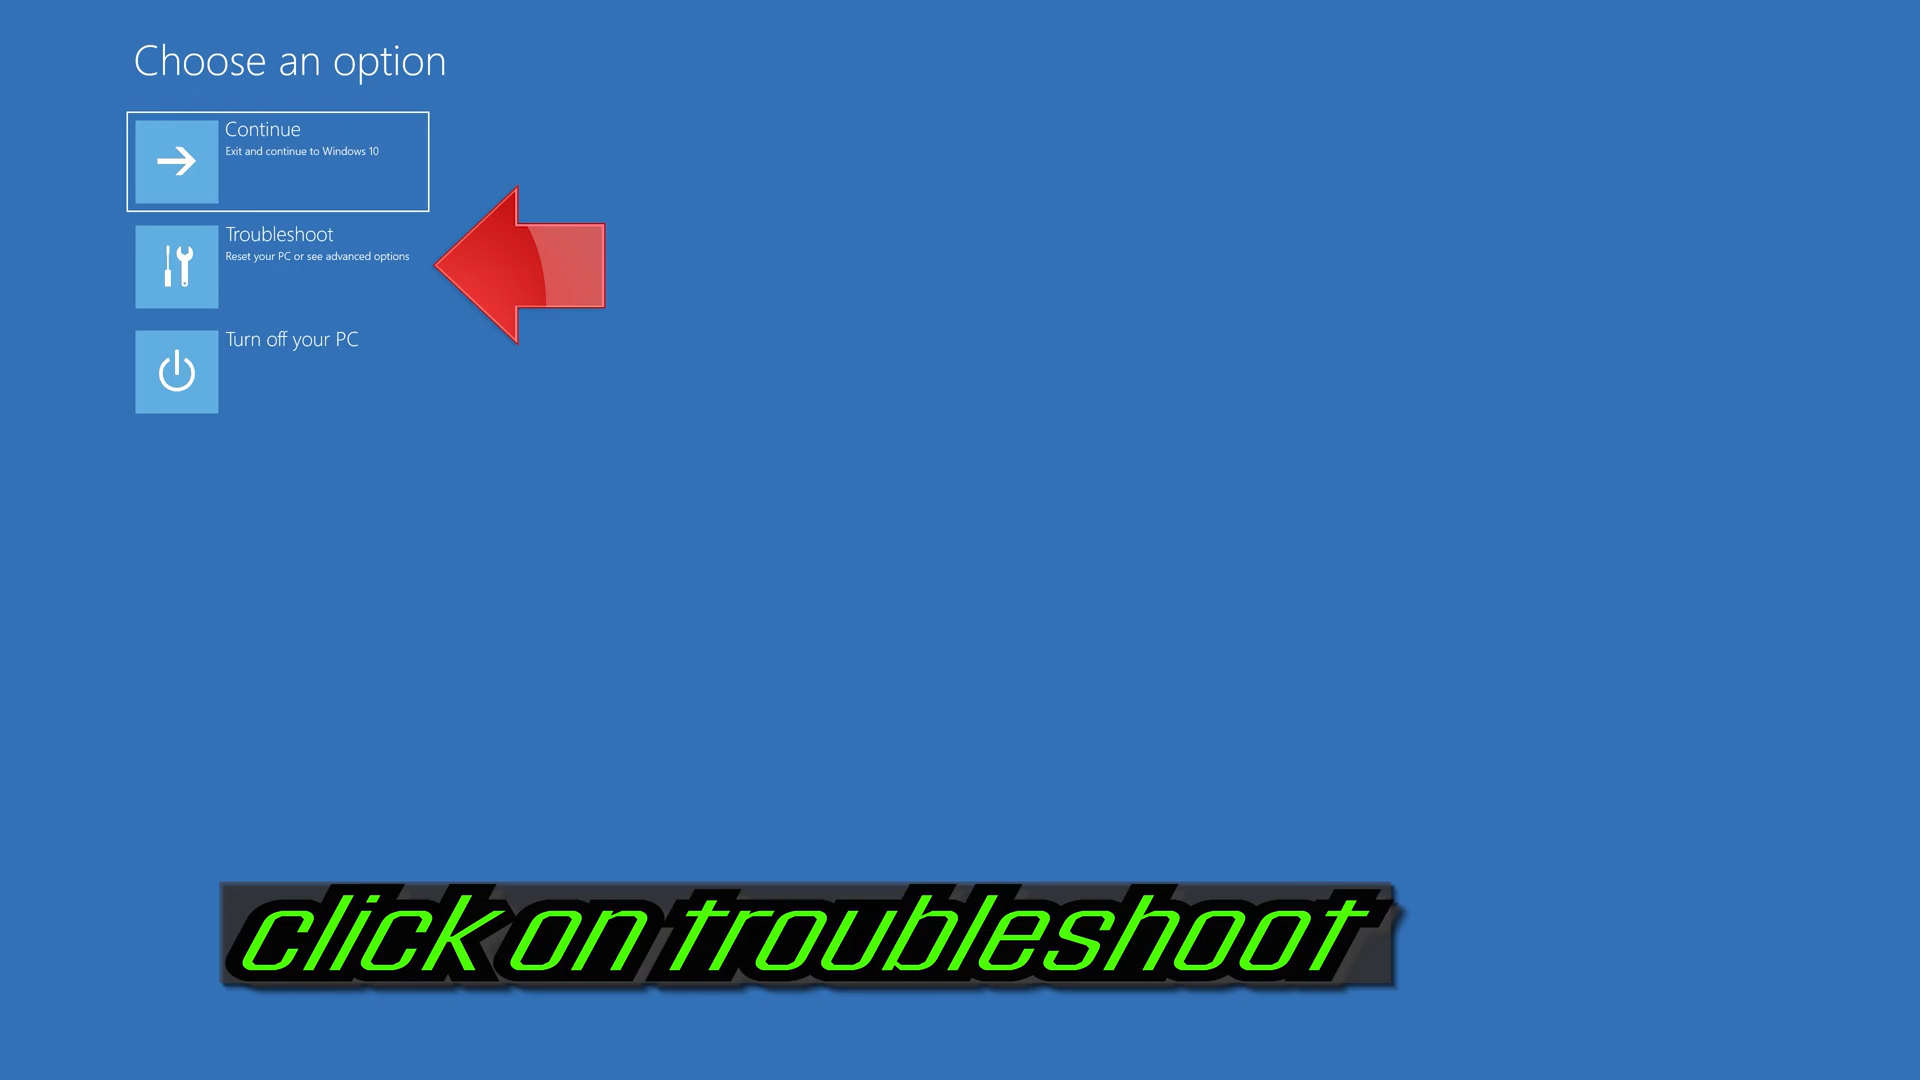 Choose an option
Continue
Exit and continue to Windows 10
Troubleshoot
Reset your PC or see advanced options
Turn off your PC
click on troubleshoot